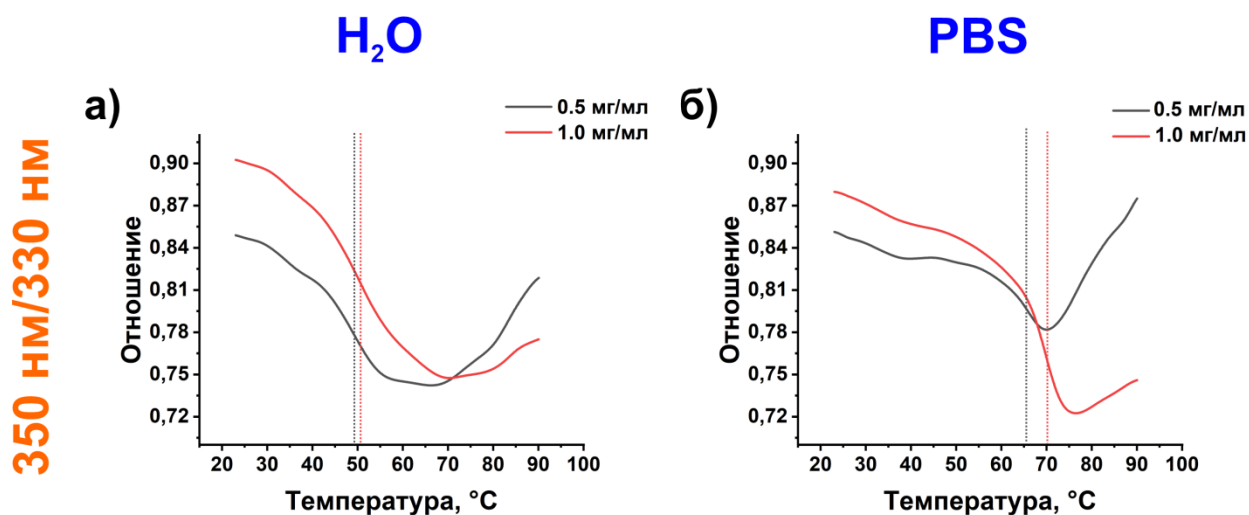 H₂O
PBS
а)
0.5 мг/мл
1.0 мг/мл
б)
0.5 мг/мл
1.0 мг/мл
350 нм/330 нм
Отношение
0,90
0,87
0,84
0,81
0,78
0,75
0,72
20 30 40 50 60 70 80 90 100
Температура, °C
Отношение
0,90
0,87
0,84
0,81
0,78
0,75
0,72
20 30 40 50 60 70 80 90 100
Температура, °C